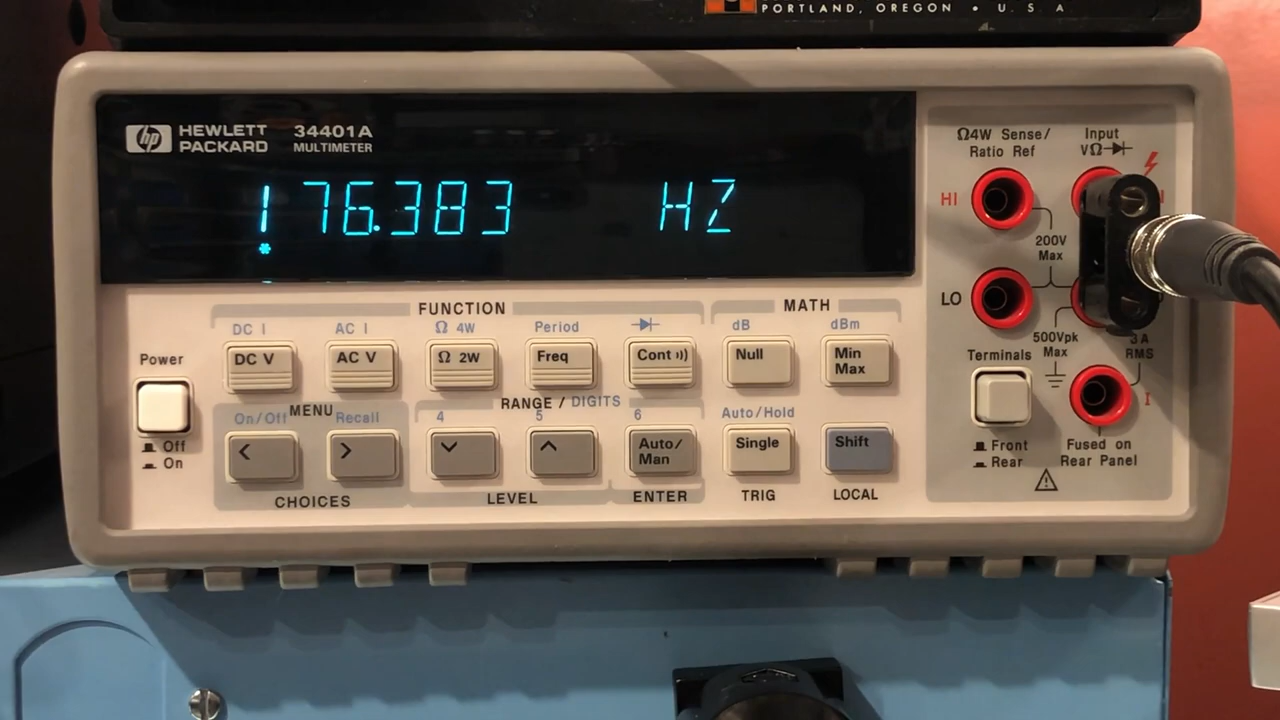 PORTLAND, OREGON • U. S. A
hp HEWLETT PACKARD 34401A MULTIMETER
176.383 HZ
*
Ω4W Sense/ Ratio Ref
Input VΩ
HI
200V Max
LO
500Vpk Max
3 A RMS
Terminals
I
Front
Rear
Fused on Rear Panel
FUNCTION
MATH
DC I
AC I
Ω 4W
Period
dB
dBm
Power
DC V
AC V
Ω 2W
Freq
Cont
Null
Min Max
Off
On
MENU
RANGE / DIGITS
On/Off
Recall
4
5
6
Auto/Hold
<
>
Auto/ Man
Single
Shift
CHOICES
LEVEL
ENTER
TRIG
LOCAL